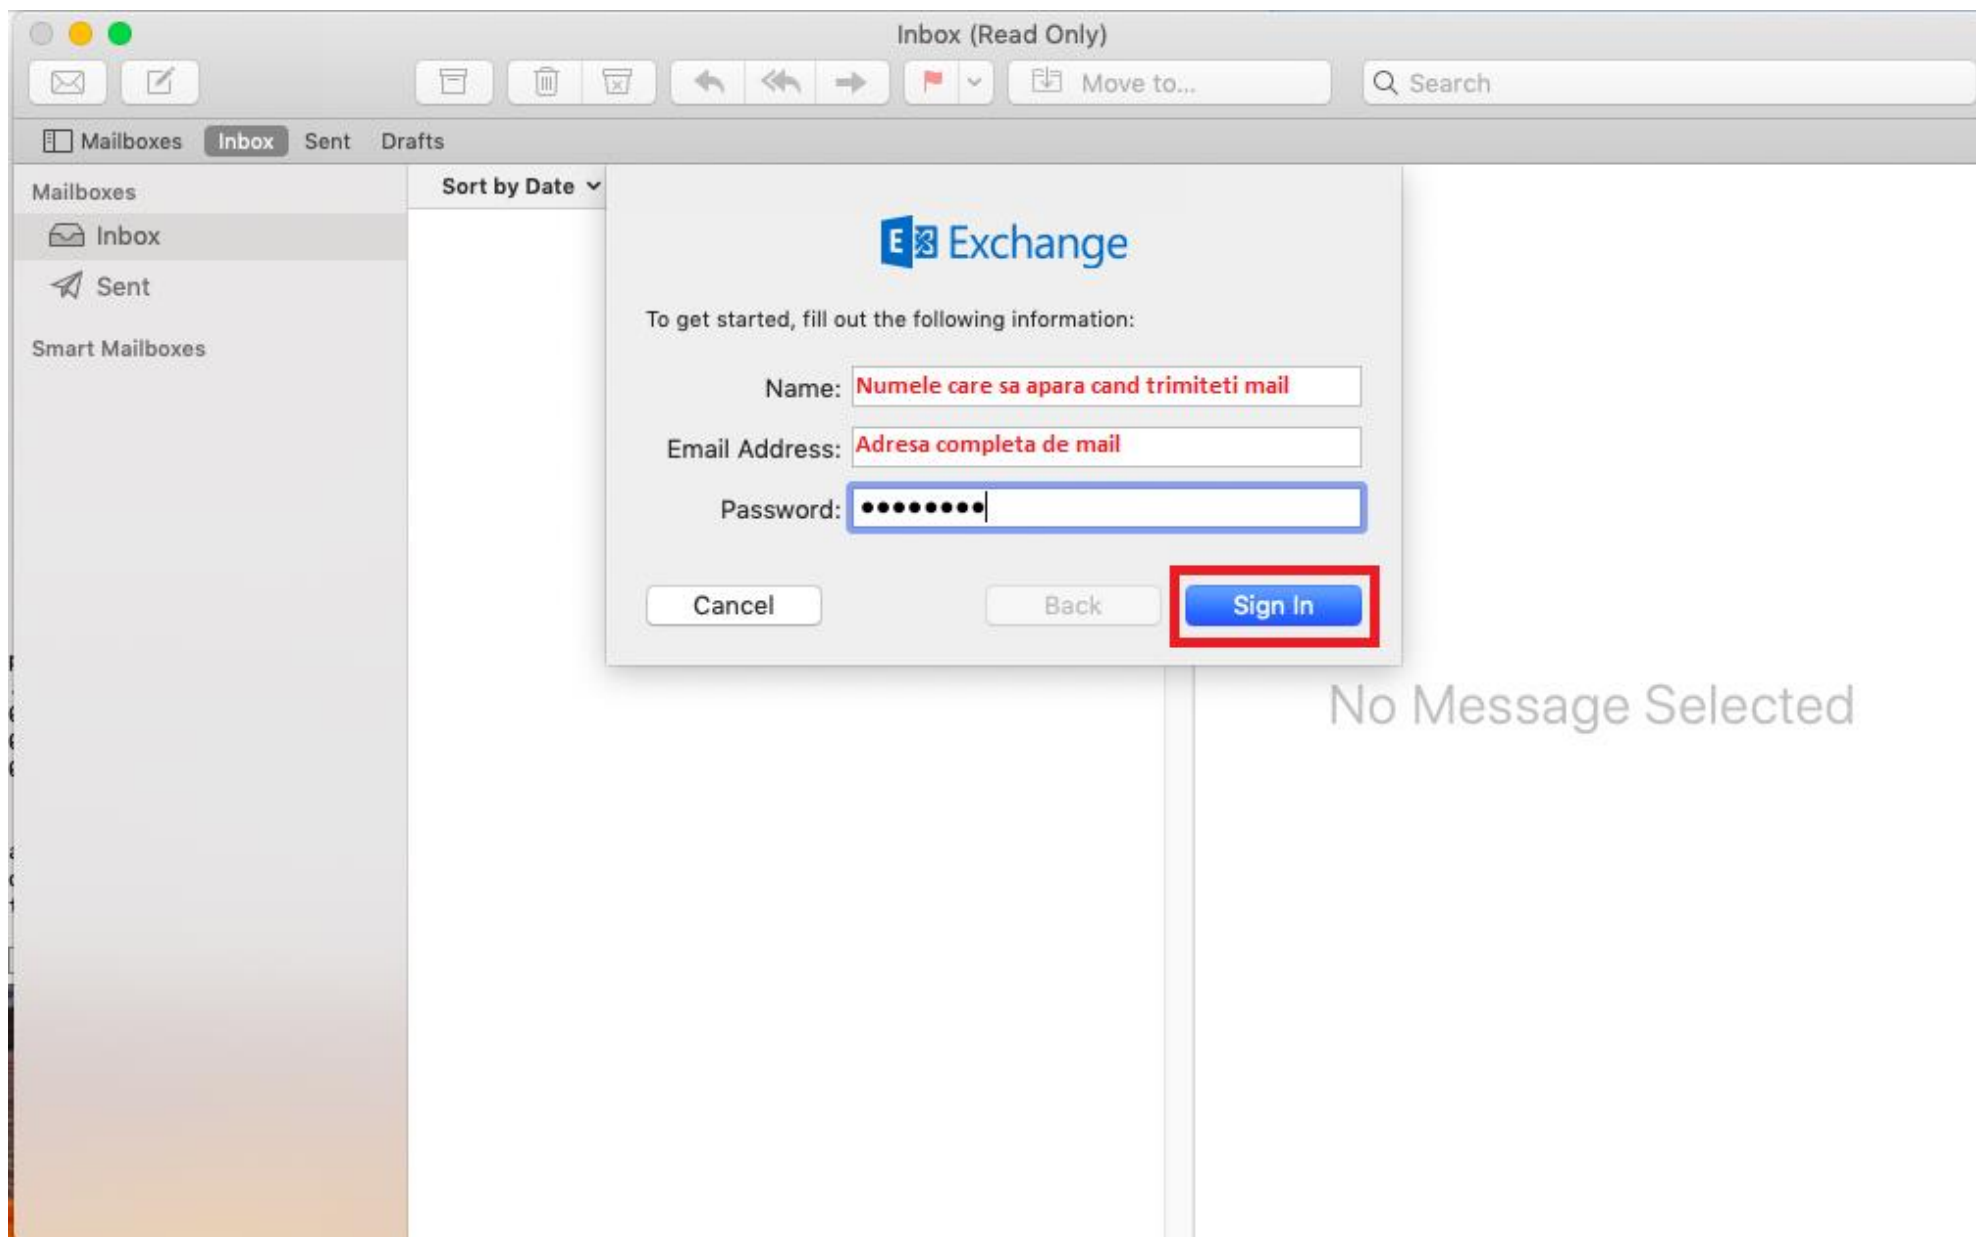 Inbox (Read Only)
Move to...
Search
Mailboxes Inbox Sent Drafts
Mailboxes
Inbox
Sent
Smart Mailboxes
Sort by Date
E Exchange
To get started, fill out the following information:
Name: Numele care sa apara cand trimiteti mail
Email Address: Adresa completa de mail
Password: ••••••••
Cancel Back Sign In
No Message Selected